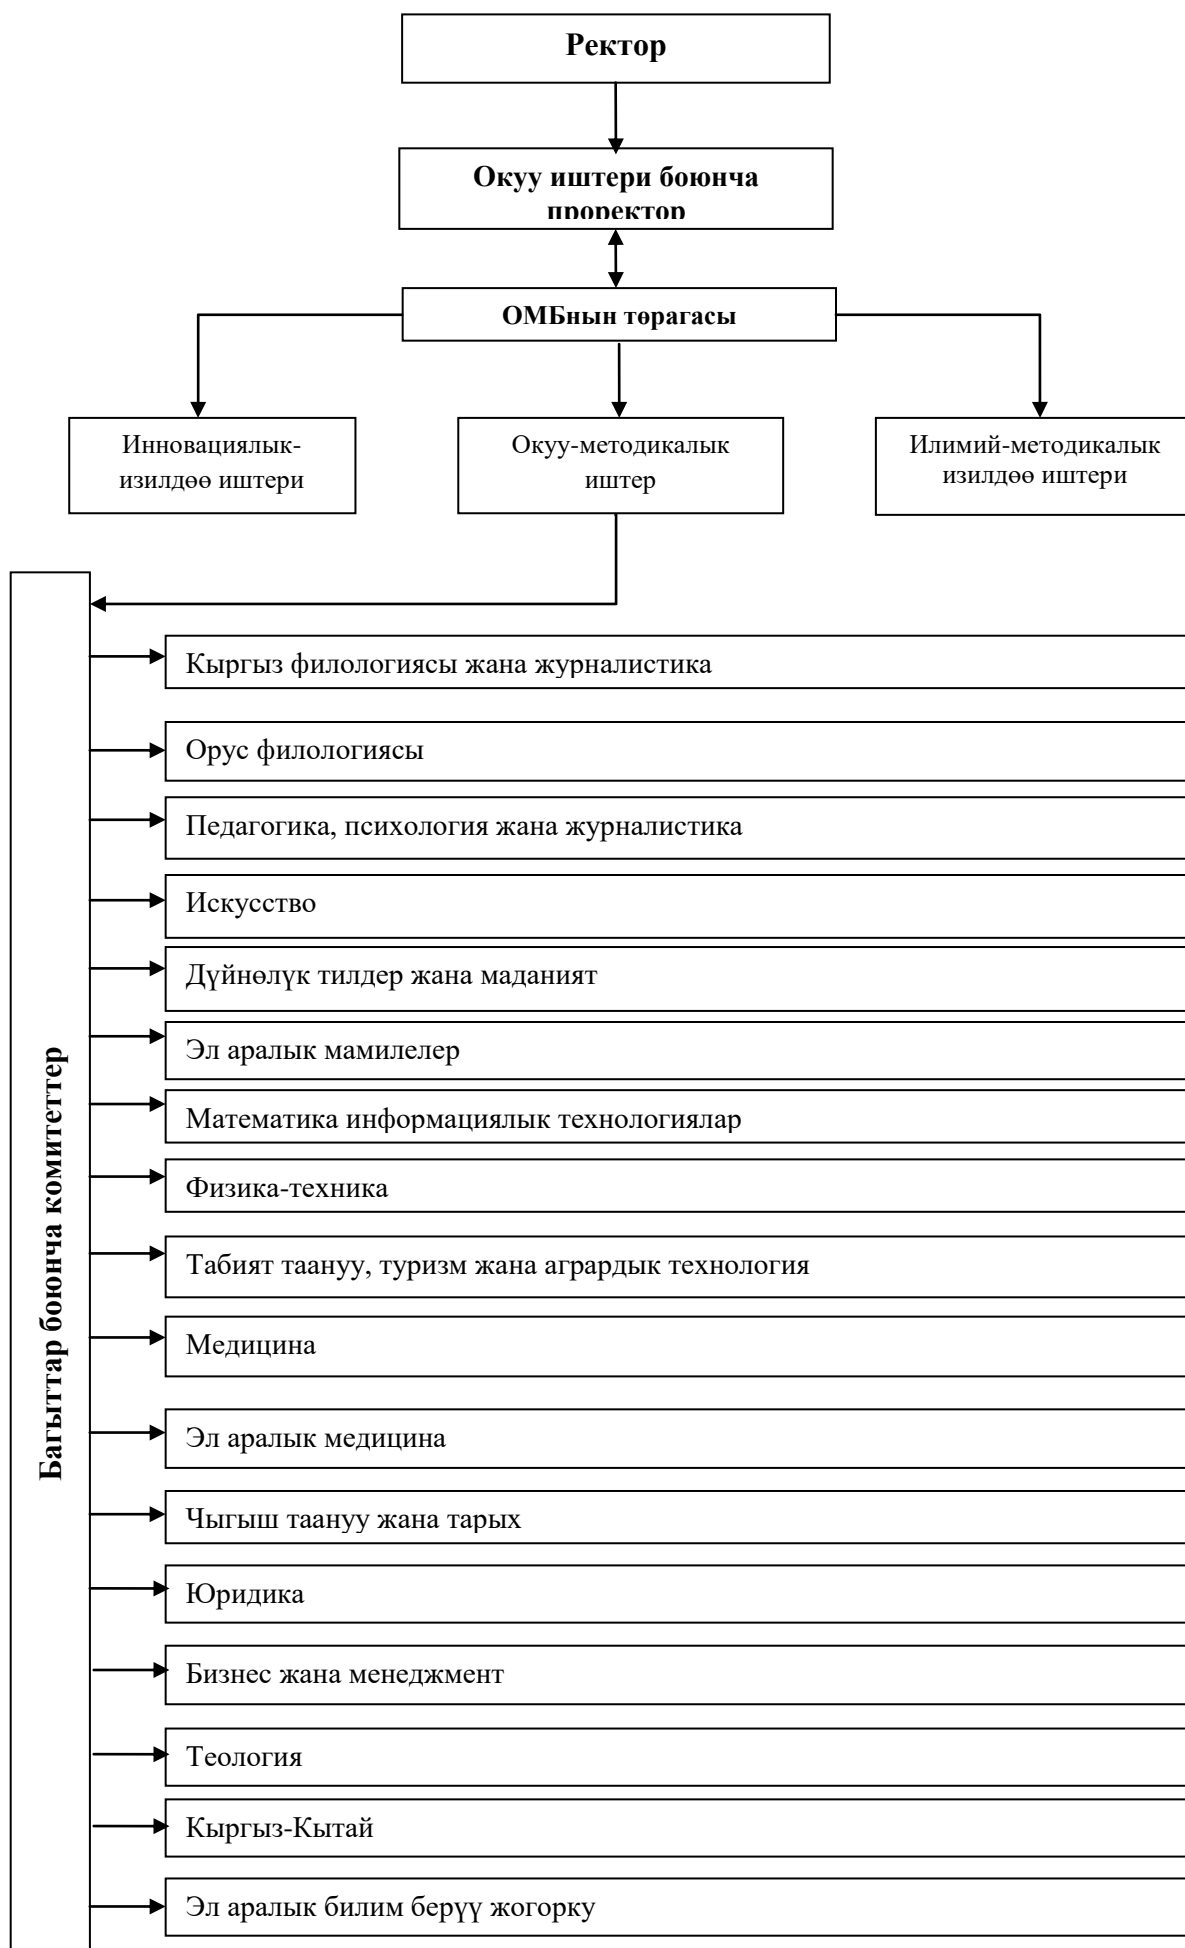 Ректор
Окуу иштери боюнча
проректор
ОМБнын төрагасы
Инновациялык-
изилдөө иштери
Окуу-методикалык
иштер
Илимий-методикалык
изилдөө иштери
Багыттар боюнча комитеттер
Кыргыз филологиясы жана журналистика
Орус филологиясы
Педагогика, психология жана журналистика
Искусство
Дүйнөлүк тилдер жана маданият
Эл аралык мамилелер
Математика информациялык технологиялар
Физика-техника
Табият таануу, туризм жана агрардык технология
Медицина
Эл аралык медицина
Чыгыш таануу жана тарых
Юридика
Бизнес жана менеджмент
Теология
Кыргыз-Кытай
Эл аралык билим берүү жогорку